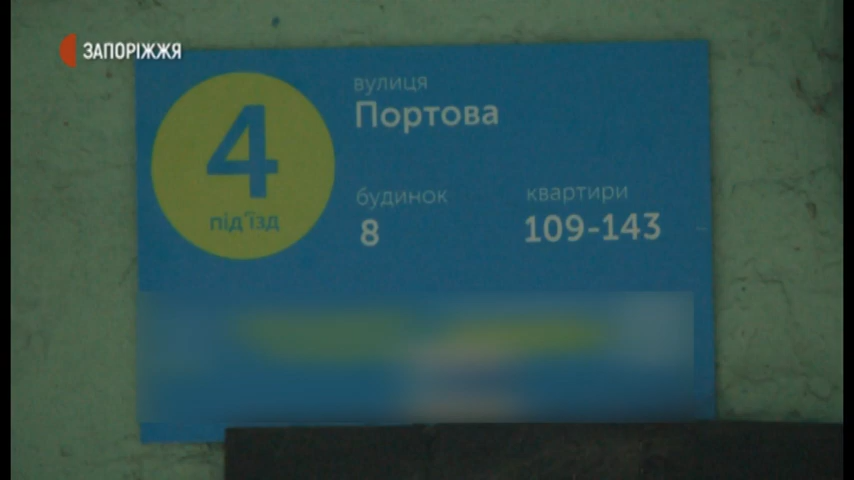 ЗАПОРІЖЖЯ
4
під'їзд
вулиця
Портова
будинок
8
квартири
109-143